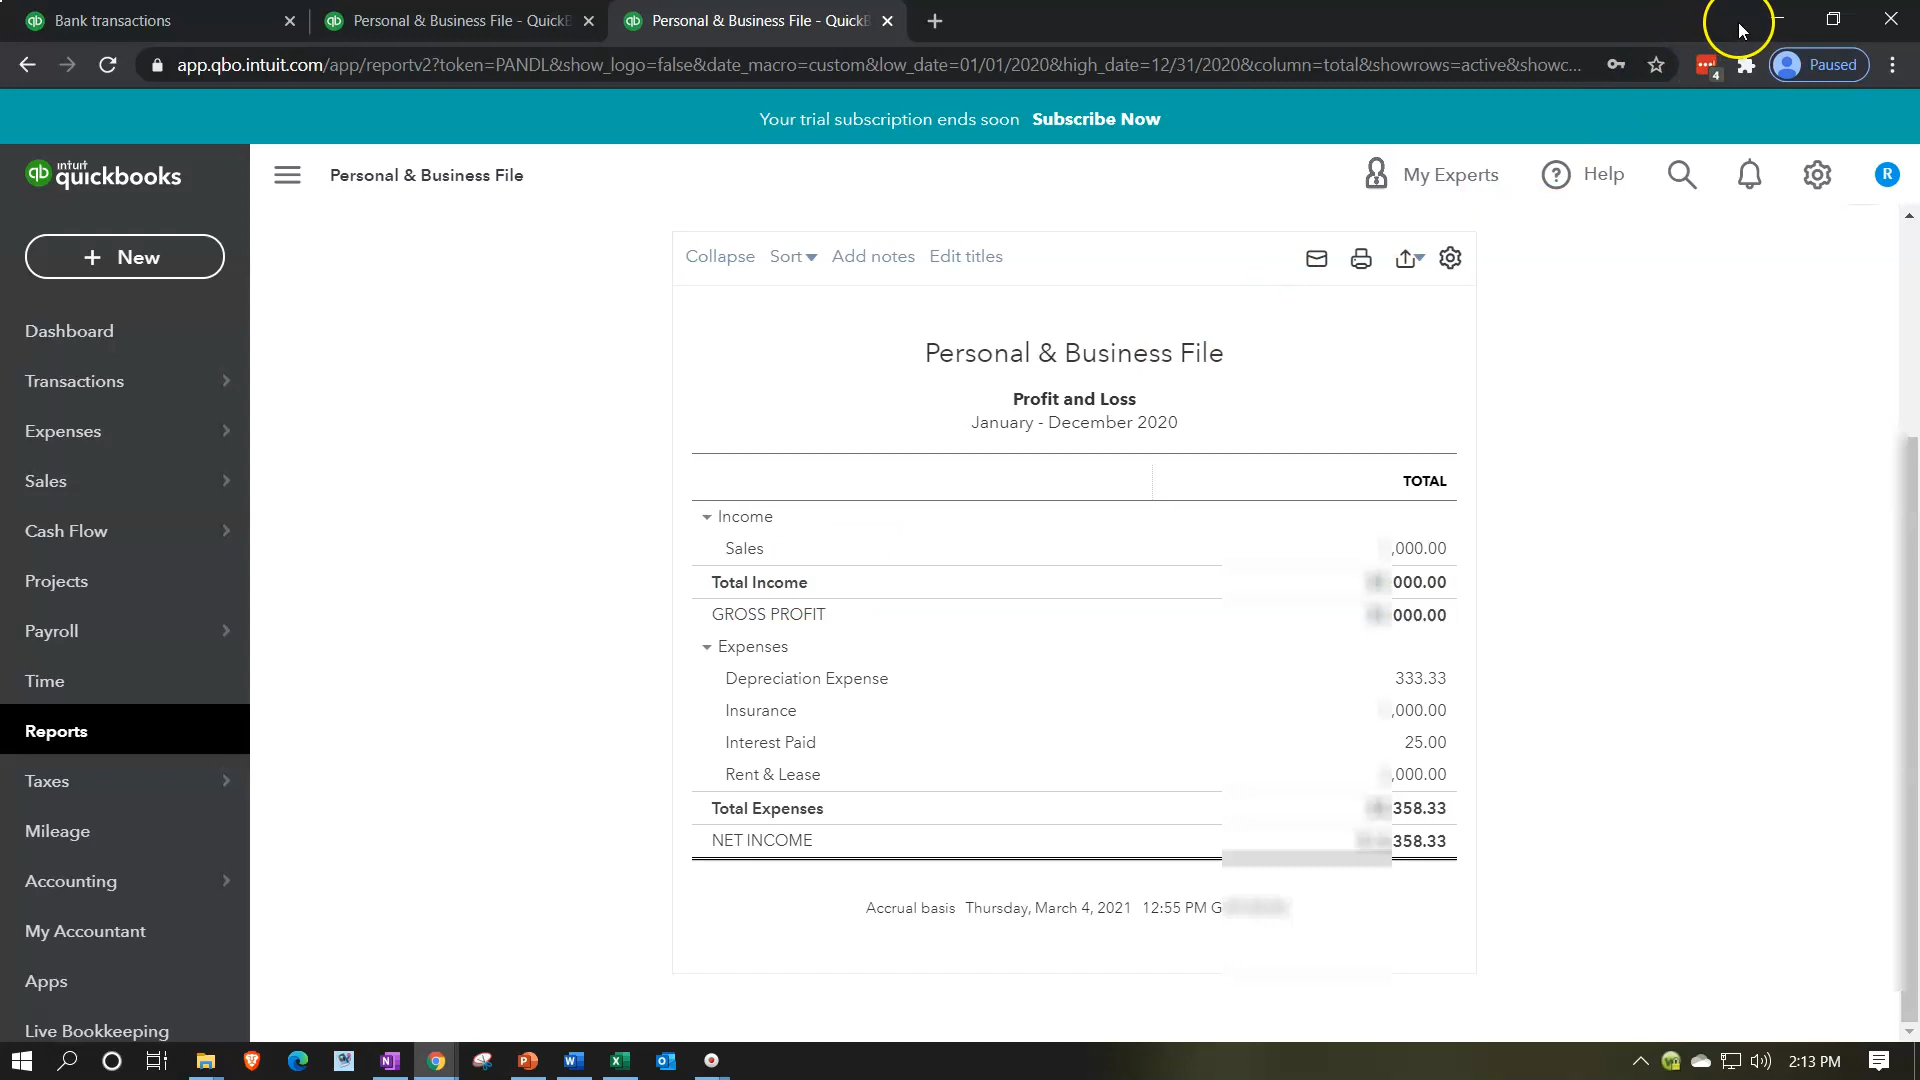 Bank transactions
Personal & Business File - QuickB
Personal & Business File - QuickB
app.qbo.intuit.com/app/reportv2?token=PANDL&show_logo=false&date_macro=custom&low_date=01/01/2020&high_date=12/31/2020&column=total&showrows=active&showc...
4
Paused
Your trial subscription ends soon Subscribe Now
qb intuit quickbooks
Personal & Business File
My Experts
? Help
R
+ New
Dashboard
Transactions
Expenses
Sales
Cash Flow
Projects
Payroll
Time
Reports
Taxes
Mileage
Accounting
My Accountant
Apps
Live Bookkeeping
Collapse Sort Add notes Edit titles
Personal & Business File
Profit and Loss
January - December 2020
TOTAL
Income
Sales ,000.00
Total Income 000.00
GROSS PROFIT 000.00
Expenses
Depreciation Expense 333.33
Insurance ,000.00
Interest Paid 25.00
Rent & Lease ,000.00
Total Expenses 358.33
NET INCOME 358.33
Accrual basis Thursday, March 4, 2021 12:55 PM G
2:13 PM